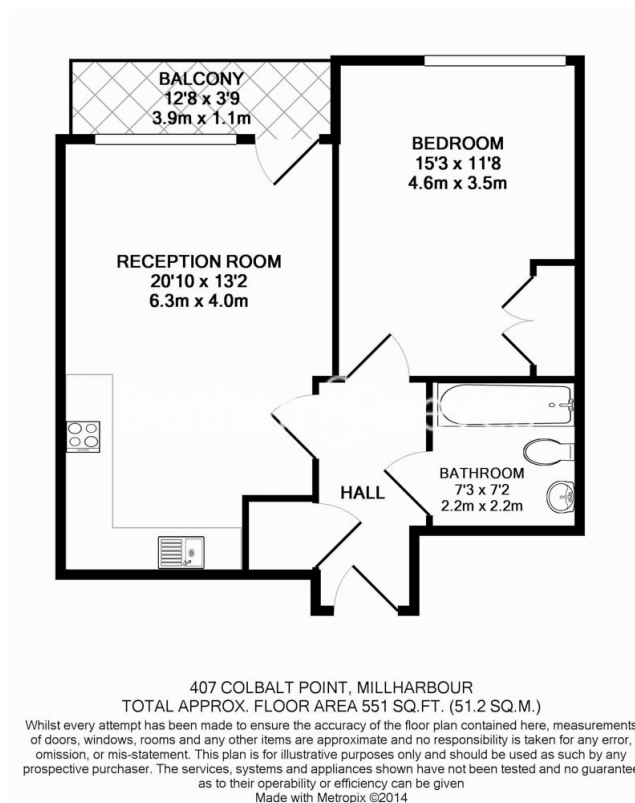 BALCONY
12'8 x 3'9
3.9m x 1.1m
BEDROOM
15'3 x 11'8
4.6m x 3.5m
RECEPTION ROOM
20'10 x 13'2
6.3m x 4.0m
BATHROOM
7'3 x 7'2
2.2m x 2.2m
HALL
407 COLBALT POINT, MILLHARBOUR
TOTAL APPROX. FLOOR AREA 551 SQ.FT. (51.2 SQ.M.)
Whilst every attempt has been made to ensure the accuracy of the floor plan contained here, measurements
of doors, windows, rooms and any other items are approximate and no responsibility is taken for any error,
omission, or mis-statement. This plan is for illustrative purposes only and should be used as such by any
prospective purchaser. The services, systems and appliances shown have not been tested and no guarantee
as to their operability or efficiency can be given
Made with Metropix ©2014